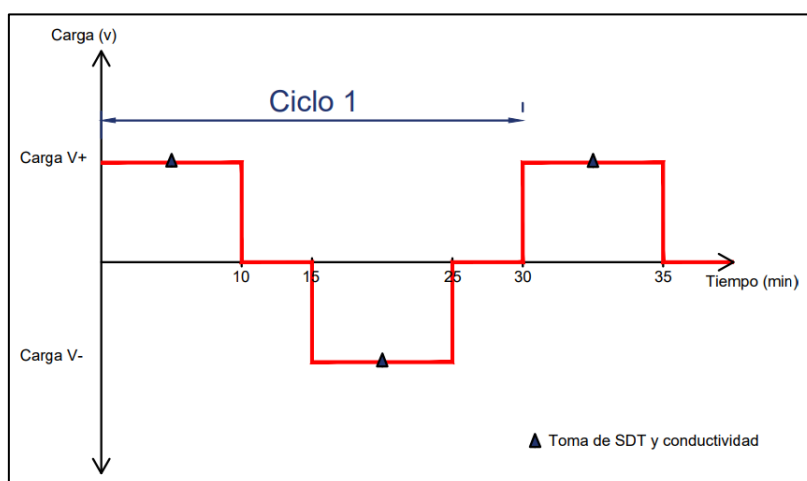 Carga (v)
Ciclo 1
Carga V+
10
15
25
30
35
Tiempo (min)
Carga V-
Toma de SDT y conductividad